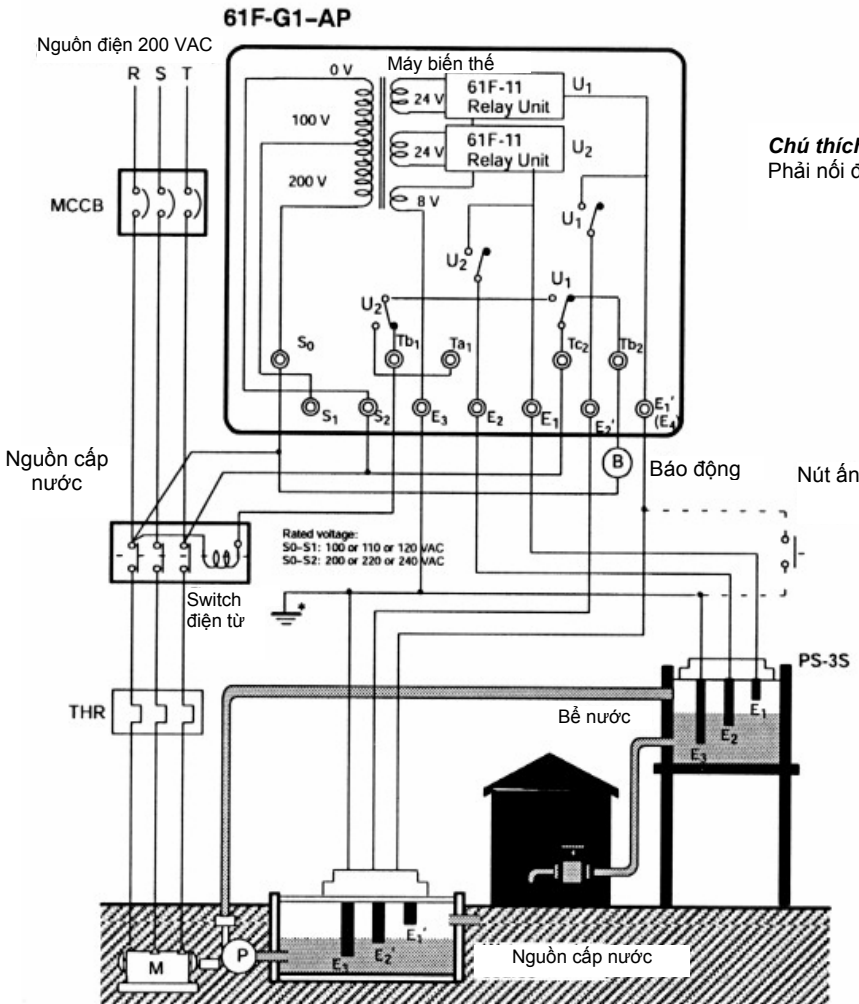 61F-G1-AP
Nguồn điện 200 VAC
R S T
Máy biến thế
0 V
24 V
61F-11
Relay Unit
U1
100 V
61F-11
Relay Unit
U2
24 V
200 V
8 V
Chú thích
Phải nối đ
MCCB
U1
U2
U1
U2
S0
Tb1
Ta1
Tc2
Tb2
S1
S2
E3
E2
E1
E2'
E1'
(E4)
Nguồn cấp
nước
B
Báo động
Nút ấn
Rated voltage:
S0-S1: 100 or 110 or 120 VAC
S0-S2: 200 or 220 or 240 VAC
Switch
điện từ
*
PS-3S
THR
Bể nước
E1
E2
E3
E1'
E2'
E3
P
M
Nguồn cấp nước